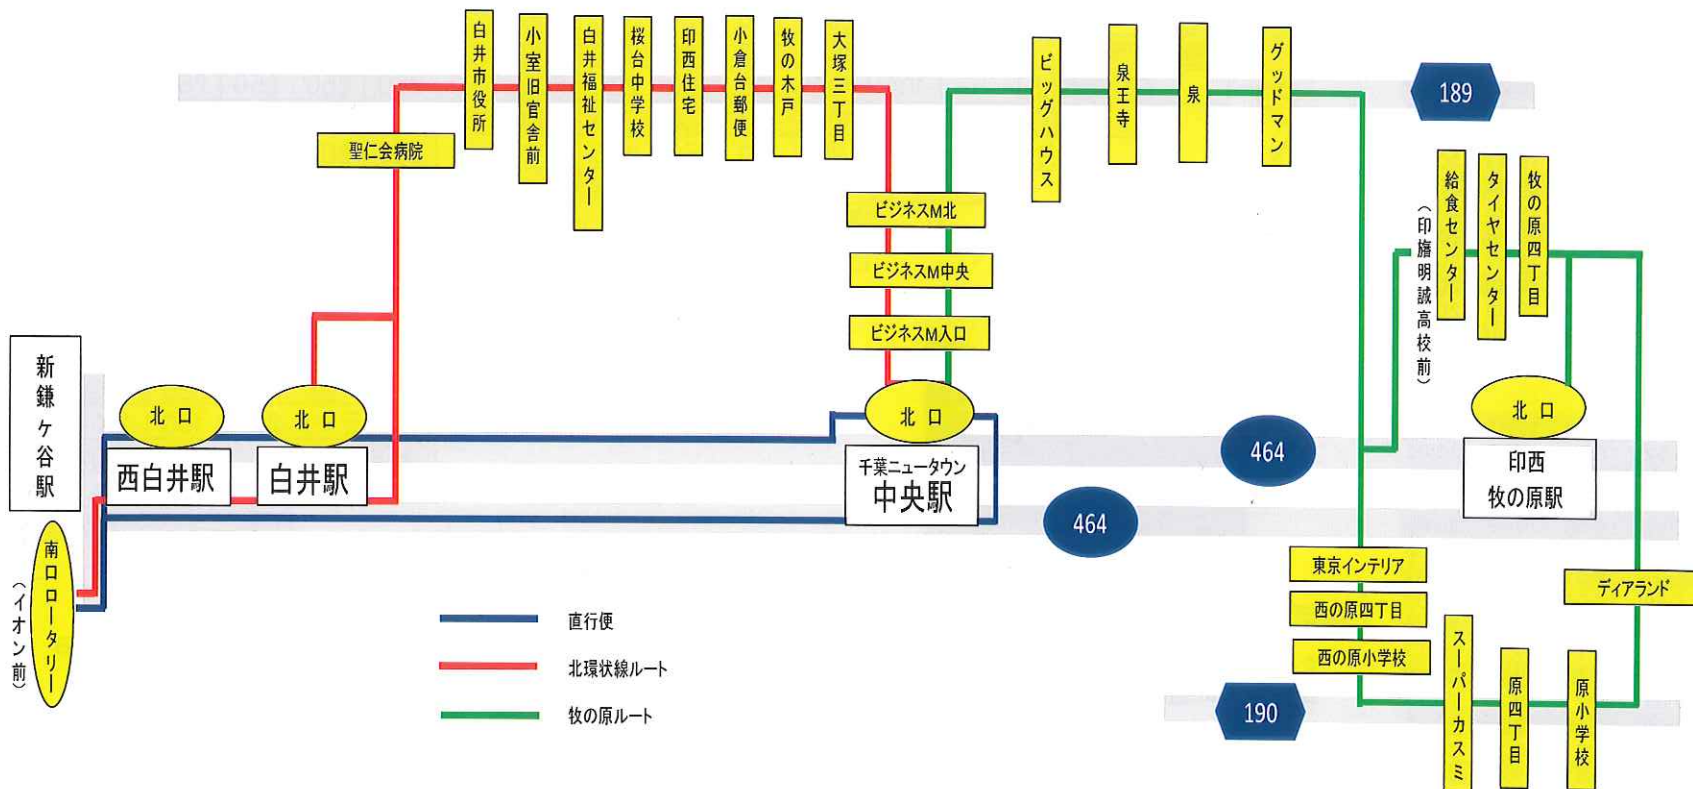 白井市役所
小室旧官舎前
白井福祉センター
桜台中学校
印西住宅
小倉台郵便
牧の木戸
大塚三丁目
ビッグハウス
泉王寺
泉
グッドマン
189
聖仁会病院
給食センター
(印旛明誠高校前)
タイヤセンター
牧の原四丁目
ビジネスM北
ビジネスM中央
ビジネスM入口
新鎌ヶ谷駅
北口
西白井駅
北口
白井駅
北口
千葉ニュータウン
中央駅
464
464
北口
印西
牧の原駅
南口ロータリー
(イオン前)
東京インテリア
西の原四丁目
西の原小学校
ディアランド
スーパーカスミ
原四丁目
原小学校
190
直行便
北環状線ルート
牧の原ルート